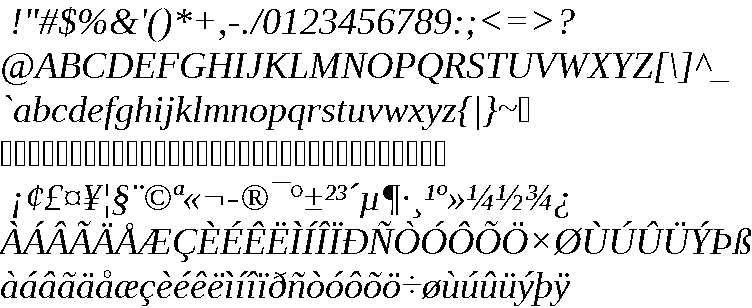 !"#$%&'()*+,-./0123456789:;<=>?
@ABCDEFGHIJKLMNOPQRSTUVWXYZ[\]^_
`abcdefghijklmnopqrstuvwxyz{|}~▯
▯▯▯▯▯▯▯▯▯▯▯▯▯▯▯▯▯▯▯▯▯▯▯▯▯▯▯▯▯▯▯▯
¡¢£¤¥¦§¨©ª«¬-®¯°±²³´µ¶·¸¹º»¼½¾¿
ÀÁÂÃÄÅÆÇÈÉÊËÌÍÎÏÐÑÒÓÔÕÖ×ØÙÚÛÜÝÞß
àáâãäåæçèéêëìíîïðñòóôõö÷øùúûüýþÿ